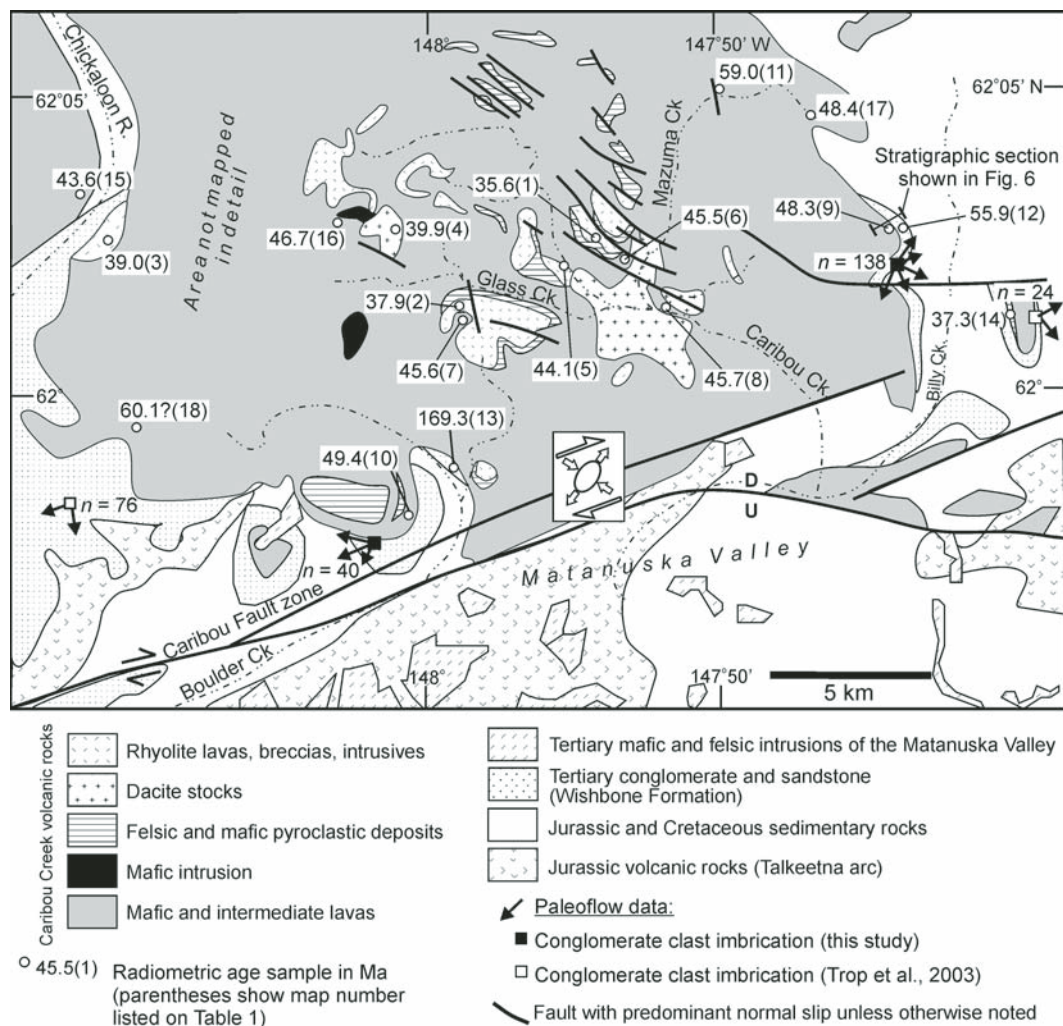 148°
147°50' W
Chickaloon R.
62°05'
62°05' N
59.0(11)
48.4(17)
Mazuma Ck
Stratigraphic section
shown in Fig. 6
Area not mapped
in detail
43.6(15)
35.6(1)
45.5(6)
48.3(9)
55.9(12)
46.7(16)
39.9(4)
39.0(3)
n = 138
Glass Ck
n = 24
37.9(2)
37.3(14)
Caribou Ck
45.6(7)
44.1(5)
45.7(8)
Billy Ck
62°
62°
60.1?(18)
169.3(13)
49.4(10)
D
U
n = 76
n = 40
Matanuska Valley
Caribou Fault zone
Boulder Ck
148°
147°50'
5 km
Caribou Creek volcanic rocks
Rhyolite lavas, breccias, intrusives
Dacite stocks
Felsic and mafic pyroclastic deposits
Mafic intrusion
Mafic and intermediate lavas
45.5(1) Radiometric age sample in Ma
(parentheses show map number
listed on Table 1)
Tertiary mafic and felsic intrusions of the Matanuska Valley
Tertiary conglomerate and sandstone
(Wishbone Formation)
Jurassic and Cretaceous sedimentary rocks
Jurassic volcanic rocks (Talkeetna arc)
Paleoflow data:
Conglomerate clast imbrication (this study)
Conglomerate clast imbrication (Trop et al., 2003)
Fault with predominant normal slip unless otherwise noted